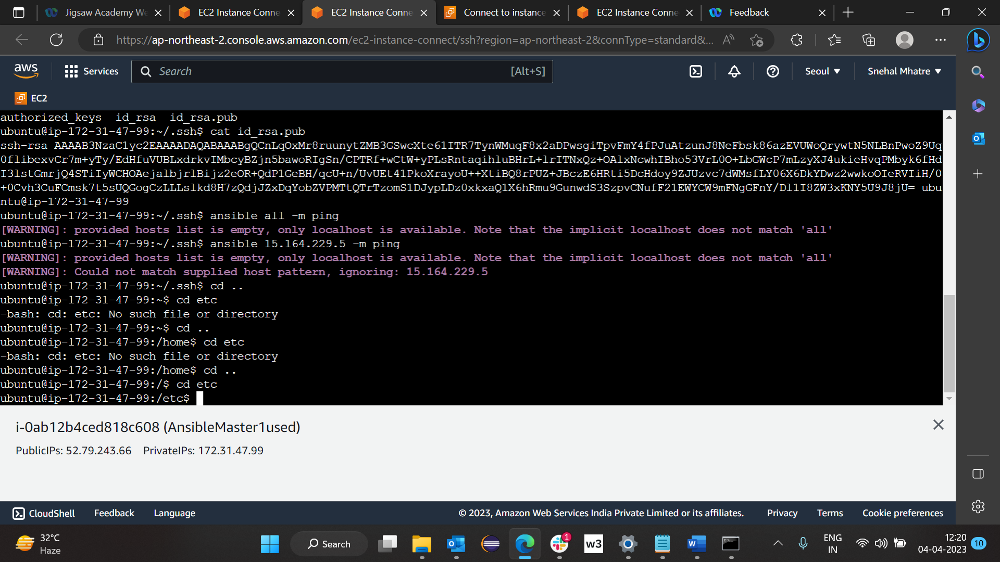 Jigsaw Academy We
EC2 Instance Conne
EC2 Instance Conne
Connect to instance
EC2 Instance Conne
Feedback
https://ap-northeast-2.console.aws.amazon.com/ec2-instance-connect/ssh?region=ap-northeast-2&connType=standard&...
aws
Services
Search
[Alt+S]
Seoul
Snehal Mhatre
EC2
authorized_keys  id_rsa  id_rsa.pub
ubuntu@ip-172-31-47-99:~/.ssh$ cat id_rsa.pub
ssh-rsa AAAAB3NzaC1yc2EAAAADAQABAAABgQCnLqOxMr8ruunytZMB3GSwcXte61ITR7TynWMuqF8x2aDPwsgiTpvFmY4fPJuAtzunJ8NeFbsk86azEVUWoQrywtN5NLBnPwoZ9Uq
0flibexvCr7m+yTy/EdHfuVUBLxdrkvIMbcyBZjn5bawoRIgSn/CPTRf+wCtW+yPLsRntaqihluBHrL+lrITNxQz+OAlxNcwhIBho53VrL0O+LbGWcP7mLzyXJ4ukieHvqPMbyk6fHd
I3lstGmrjQ4STiIyWCHOAejalbjrlBijz2eOR+QdP1GeBH/qcU+n/UvUEt41PkoXrayoU++XtiBQ8rPUZ+JBczE6HRti5DcHdoy9ZJUzvc7dWMsfLY06X6DkYDwz2wwkoOIeRVIiH/0
+0Cvh3CuFCmsk7t5sUQGogCzLLLslkd8H7zQdjJZxDqYobZVPMTtQTrTzomS1DJypLDz0xkxaQ1X6hRmu9GunwdS3SzpvCNufF21EWYCW9mFNgGFnY/Dl1I8ZW3xKNY5U9J8jU= ubu
ntu@ip-172-31-47-99
ubuntu@ip-172-31-47-99:~/.ssh$ ansible all -m ping
[WARNING]: provided hosts list is empty, only localhost is available. Note that the implicit localhost does not match 'all'
ubuntu@ip-172-31-47-99:~/.ssh$ ansible 15.164.229.5 -m ping
[WARNING]: provided hosts list is empty, only localhost is available. Note that the implicit localhost does not match 'all'
[WARNING]: Could not match supplied host pattern, ignoring: 15.164.229.5
ubuntu@ip-172-31-47-99:~/.ssh$ cd ..
ubuntu@ip-172-31-47-99:~$ cd etc
-bash: cd: etc: No such file or directory
ubuntu@ip-172-31-47-99:~$ cd ..
ubuntu@ip-172-31-47-99:/home$ cd etc
-bash: cd: etc: No such file or directory
ubuntu@ip-172-31-47-99:/home$ cd ..
ubuntu@ip-172-31-47-99:/$ cd etc
ubuntu@ip-172-31-47-99:/etc$
i-0ab12b4ced818c608 (AnsibleMaster1used)
PublicIPs: 52.79.243.66    PrivateIPs: 172.31.47.99
CloudShell
Feedback
Language
© 2023, Amazon Web Services India Private Limited or its affiliates.
Privacy
Terms
Cookie preferences
32°C
Haze
Search
1
w3
ENG
IN
12:20
04-04-2023
10